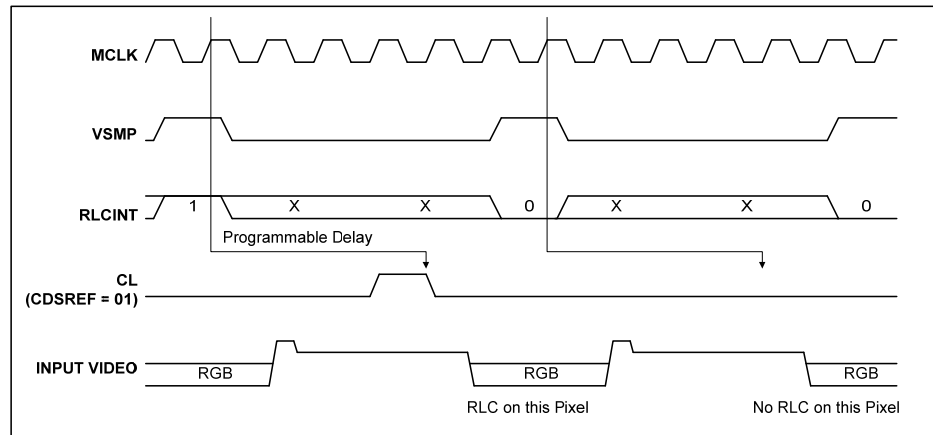 MCLK
VSMP
RLCINT
1 X X 0 X X 0
Programmable Delay
CL
(CDSREF = 01)
INPUT VIDEO
RGB RGB RGB
RLC on this Pixel No RLC on this Pixel